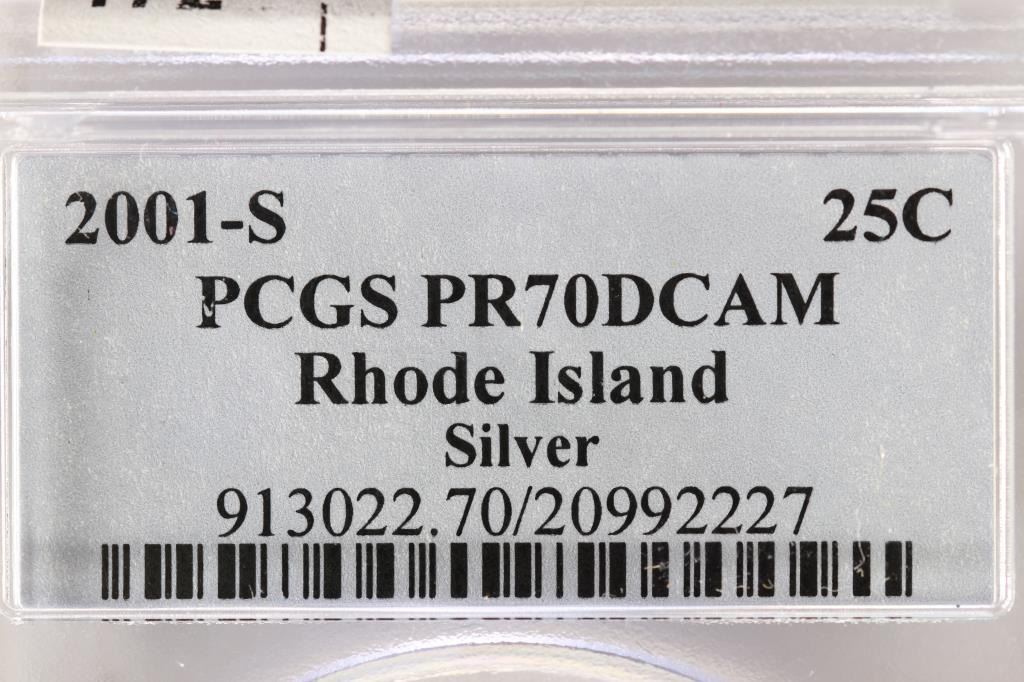 2001-S 25C
PCGS PR70DCAM
Rhode Island
Silver
913022.70/20992227